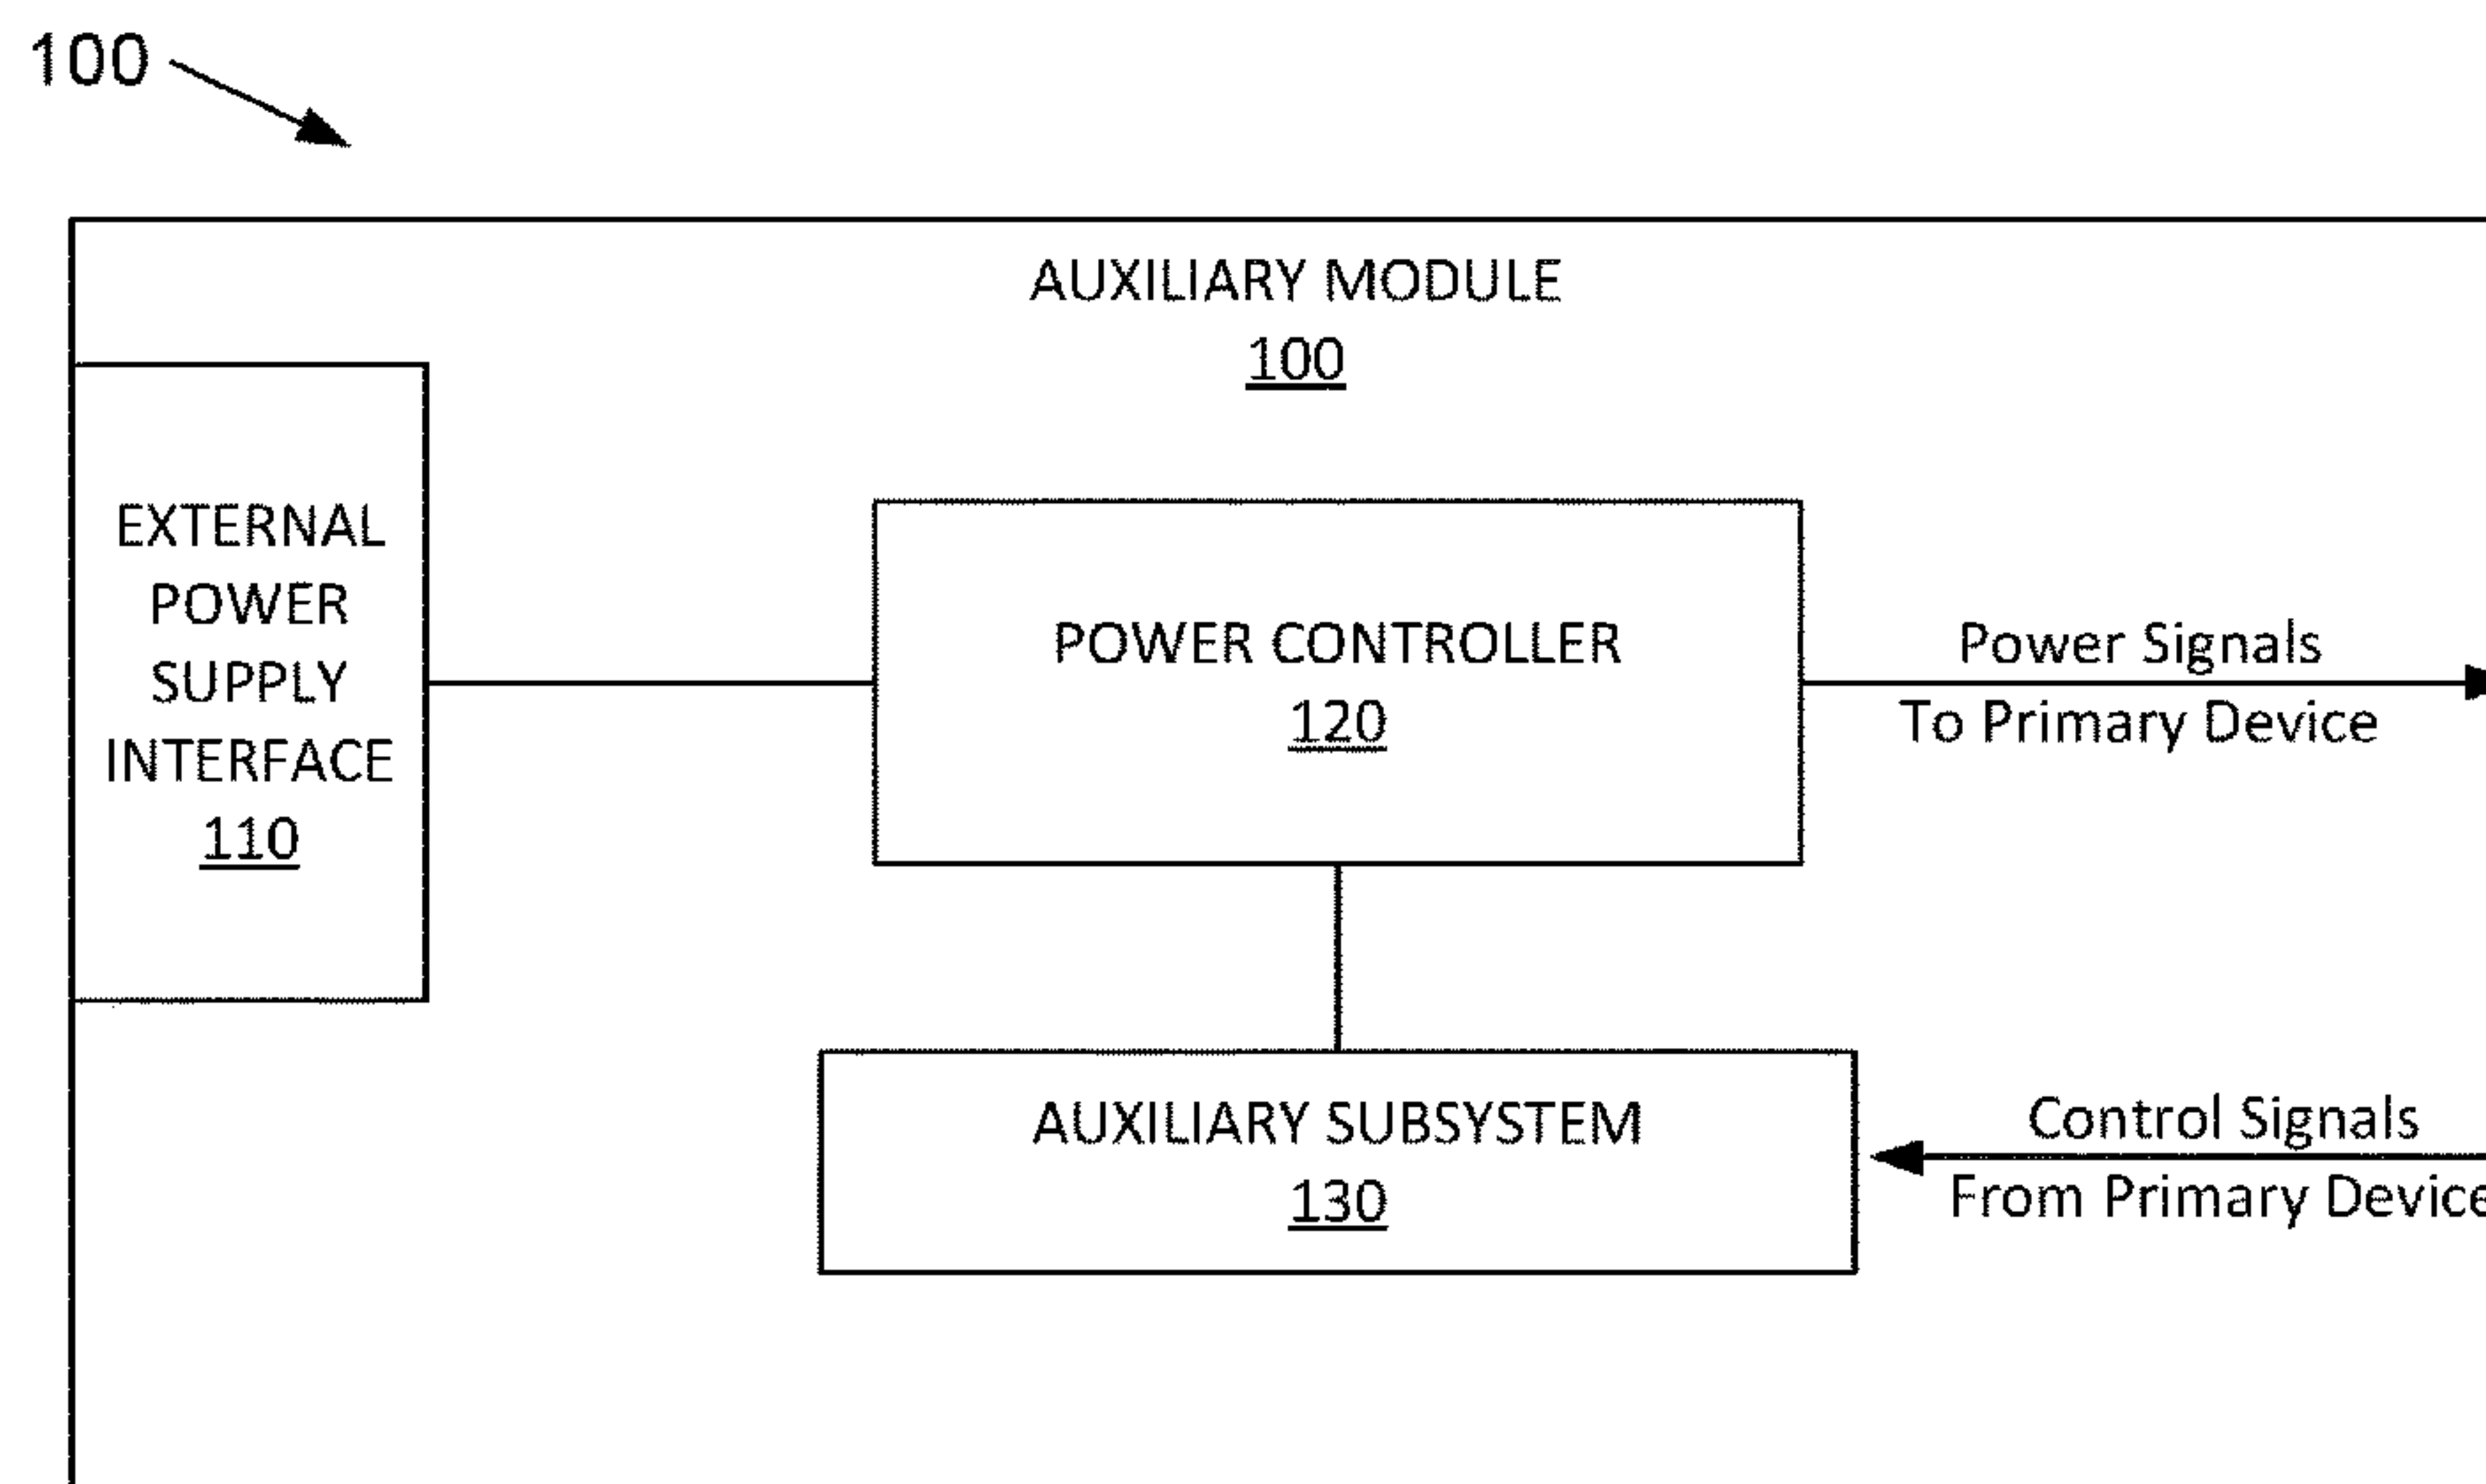 100
AUXILIARY MODULE
100
EXTERNAL
POWER
SUPPLY
INTERFACE
110
POWER CONTROLLER
120
Power Signals
To Primary Device
AUXILIARY SUBSYSTEM
130
Control Signals
From Primary Device